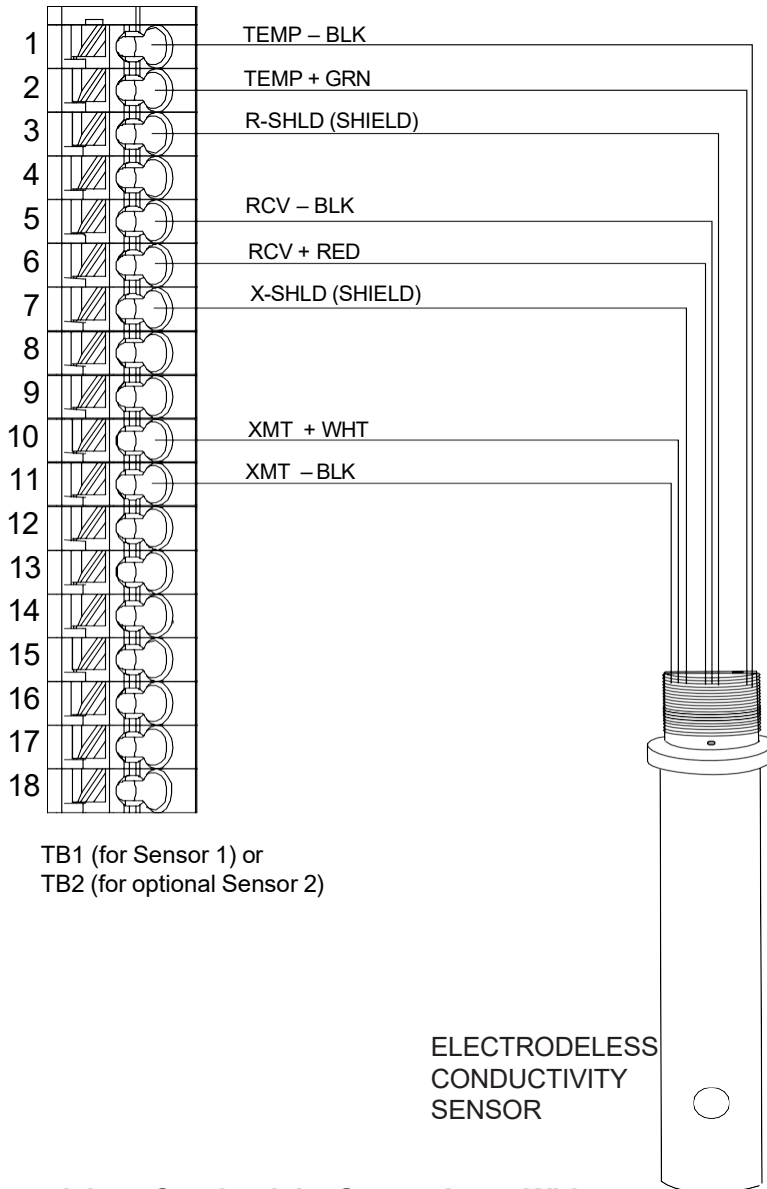 1
TEMP – BLK
2
TEMP + GRN
3
R-SHLD (SHIELD)
4
5
RCV – BLK
6
RCV + RED
7
X-SHLD (SHIELD)
8
9
10
XMT + WHT
11
XMT – BLK
12
13
14
15
16
17
18
TB1 (for Sensor 1) or
TB2 (for optional Sensor 2)
ELECTRODELESS
CONDUCTIVITY
SENSOR